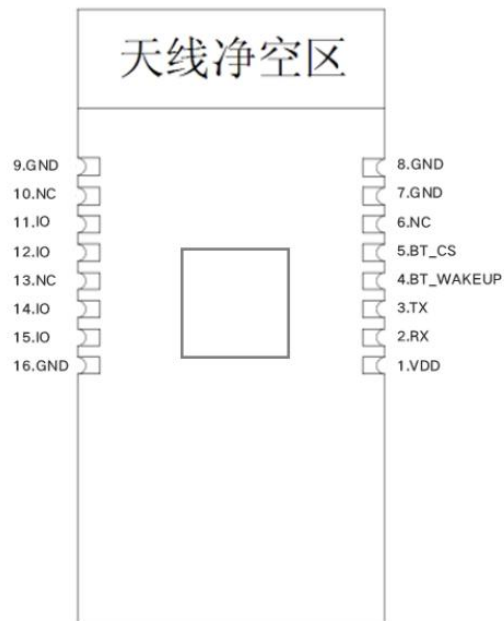 天线净空区
9.GND
10.NC
11.IO
12.IO
13.NC
14.IO
15.IO
16.GND
8.GND
7.GND
6.NC
5.BT_CS
4.BT_WAKEUP
3.TX
2.RX
1.VDD